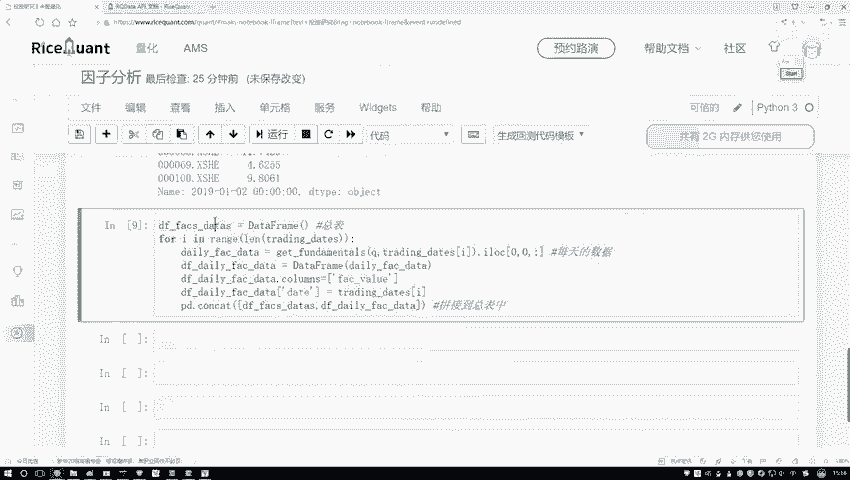 RQData API 文档 - RiceQuant
RiceQuant
量化
AMS
预约路演
帮助文档
社区
因子分析 最后检查: 25 分钟前 (未保存改变)
Start
文件 编辑 查看 插入 单元格 服务 Widgets 帮助
可信的
Python 3
运行
代码
生成回测代码模板
共有 2G 内存供您使用
000069.XSHE 4.6255
000100.XSHE 9.8061
Name: 2019-01-02 00:00:00, dtype: object
In [9]:
df_facs_datas = DataFrame() #总表
for i in range(len(trading_dates)):
daily_fac_data = get_fundamentals(q,trading_dates[i]).iloc[0,0,:] #每天的数据
df_daily_fac_data = DataFrame(daily_fac_data)
df_daily_fac_data.columns=['fac_value']
df_daily_fac_data['date'] = trading_dates[i]
pd.concat([df_facs_datas,df_daily_fac_data]) #拼接到总表中
In [ ]:
In [ ]:
In [ ]:
In [ ]: